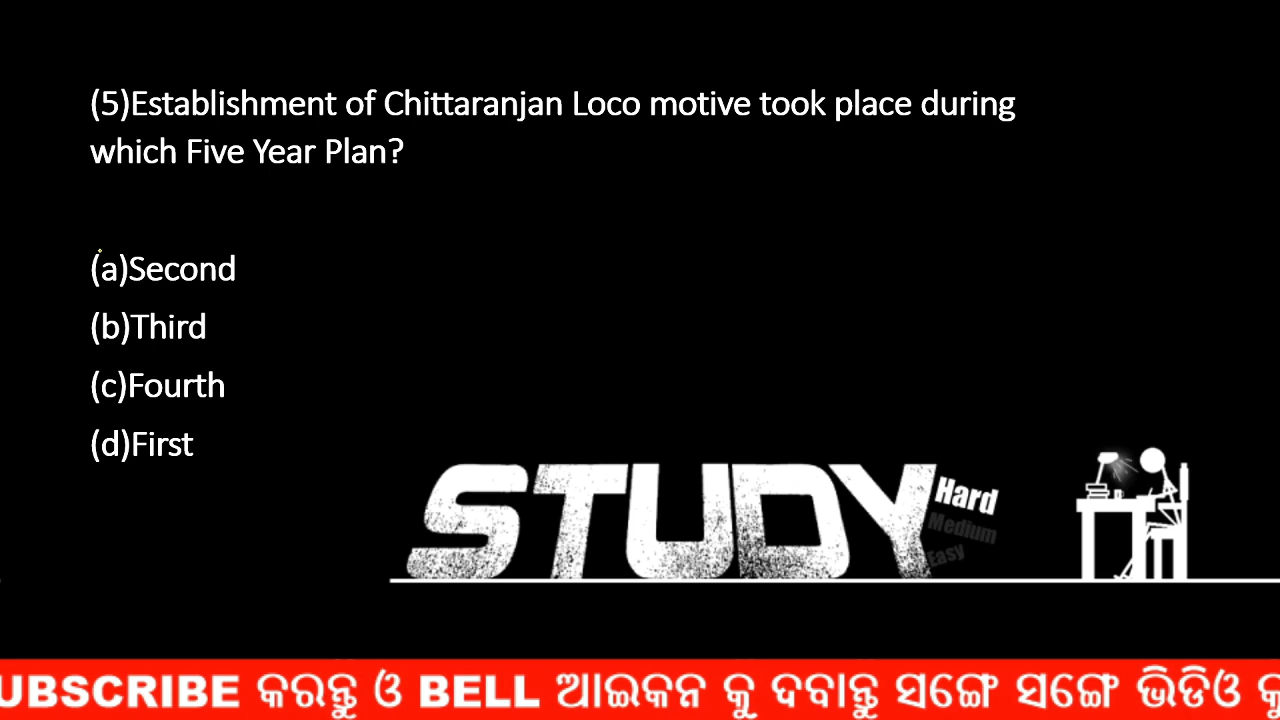 (5)Establishment of Chittaranjan Loco motive took place during
which Five Year Plan?
(a)Second
(b)Third
(c)Fourth
(d)First
STUDY
Hard
Medium
Easy
UBSCRIBE କରନ୍ତୁ ଓ BELL ଆଇକନ କୁ ଦବାନ୍ତୁ ସଙ୍ଗେ ସଙ୍ଗେ ଭିଡିଓ କୁ